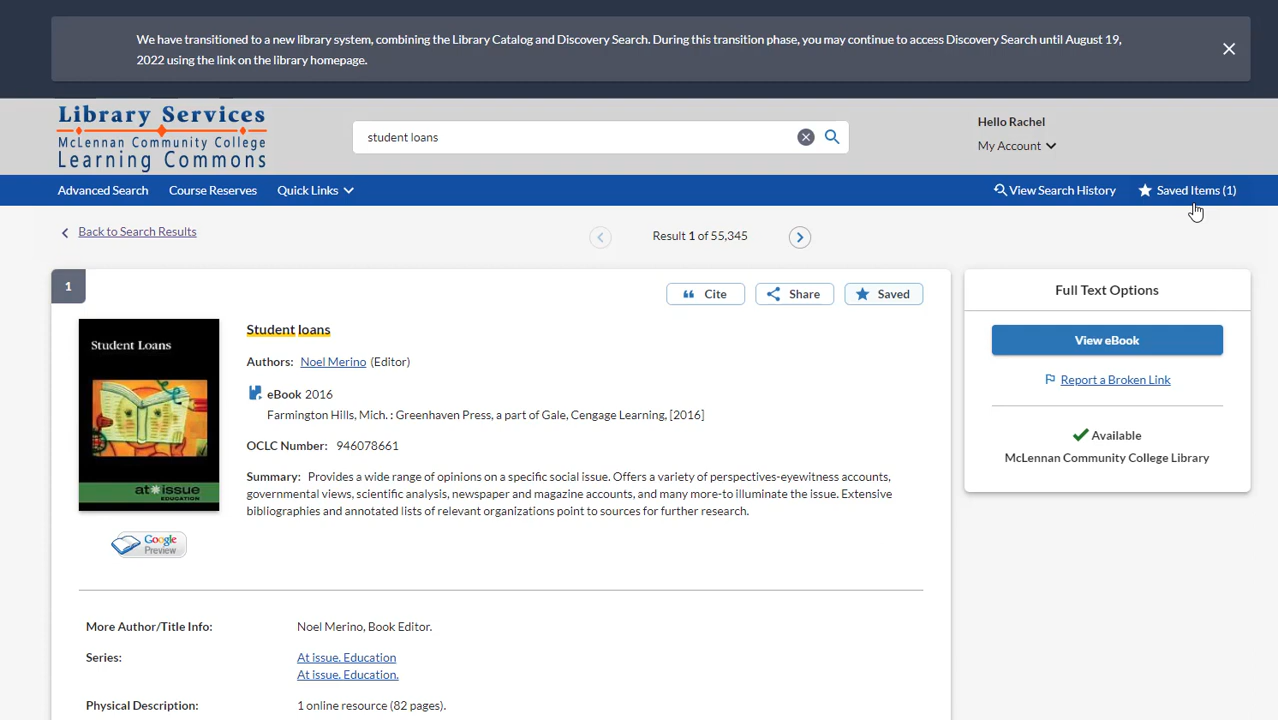 We have transitioned to a new library system, combining the Library Catalog and Discovery Search. During this transition phase, you may continue to access Discovery Search until August 19,
2022 using the link on the library homepage.
Library Services
McLennan Community College
Learning Commons
student loans
Hello Rachel
My Account
Advanced Search
Course Reserves
Quick Links
View Search History
Saved Items (1)
Back to Search Results
Result 1 of 55,345
1
Cite
Share
Saved
Full Text Options
Student Loans
at issue
EDUCATION
Student loans
Authors: Noel Merino (Editor)
eBook 2016
Farmington Hills, Mich. : Greenhaven Press, a part of Gale, Cengage Learning, [2016]
OCLC Number: 946078661
Summary: Provides a wide range of opinions on a specific social issue. Offers a variety of perspectives-eyewitness accounts,
governmental views, scientific analysis, newspaper and magazine accounts, and many more-to illuminate the issue. Extensive
bibliographies and annotated lists of relevant organizations point to sources for further research.
View eBook
Report a Broken Link
Available
McLennan Community College Library
Google
Preview
More Author/Title Info: Noel Merino, Book Editor.
Series: At issue. Education
At issue. Education.
Physical Description: 1 online resource (82 pages).